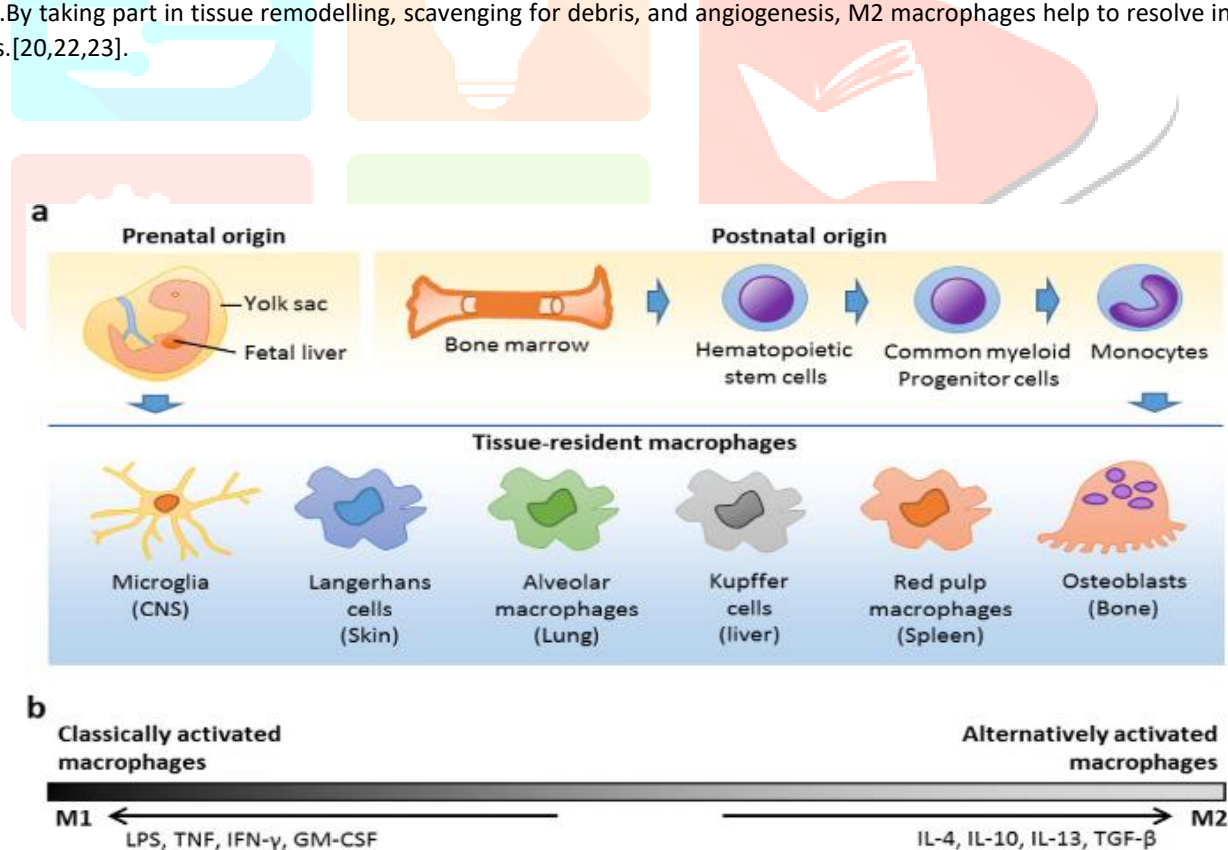 .By taking part in tissue remodelling, scavenging for debris, and angiogenesis, M2 macrophages help to resolve in
s.[20,22,23].
a
Prenatal origin
Postnatal origin
Yolk sac
Fetal liver
Bone marrow
Hematopoietic
stem cells
Common myeloid
Progenitor cells
Monocytes
Tissue-resident macrophages
Microglia
(CNS)
Langerhans
cells
(Skin)
Alveolar
macrophages
(Lung)
Kupffer
cells
(liver)
Red pulp
macrophages
(Spleen)
Osteoblasts
(Bone)
b
Classically activated
macrophages
Alternatively activated
macrophages
M1
M2
LPS, TNF, IFN-γ, GM-CSF
IL-4, IL-10, IL-13, TGF-β